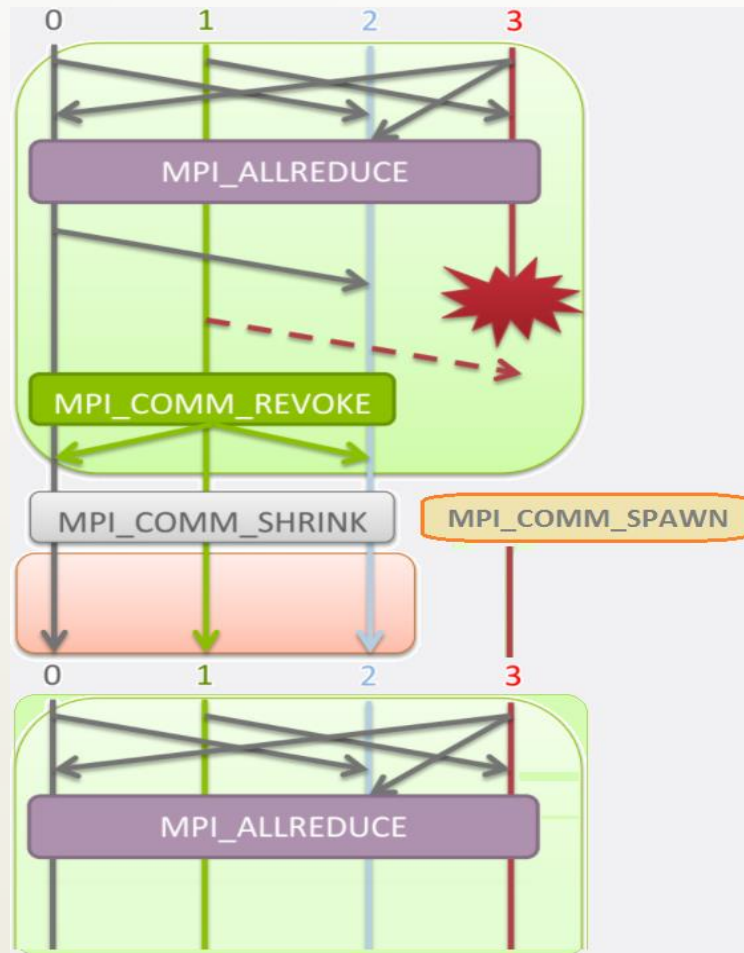 0 1 2 3
MPI_ALLREDUCE
MPI_COMM_REVOKE
MPI_COMM_SHRINK MPI_COMM_SPAWN
0 1 2 3
MPI_ALLREDUCE